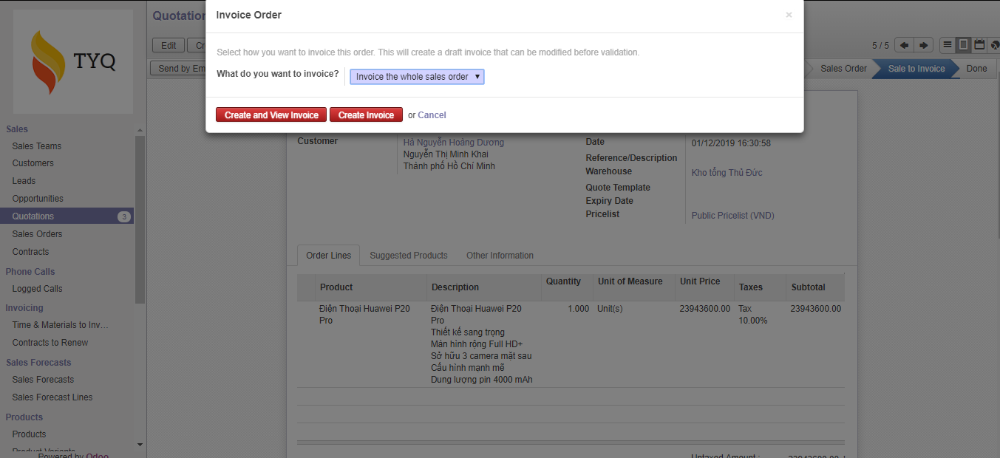 Invoice Order
×
Select how you want to invoice this order. This will create a draft invoice that can be modified before validation.
What do you want to invoice?
Invoice the whole sales order
Create and View Invoice
Create Invoice
or Cancel
TYQ
Sales
Sales Teams
Customers
Leads
Opportunities
Quotations
3
Sales Orders
Contracts
Phone Calls
Logged Calls
Invoicing
Time & Materials to Inv…
Contracts to Renew
Sales Forecasts
Sales Forecasts
Sales Forecast Lines
Products
Products
Product Variants
Powered by Odoo
Quotation
Edit
Cr
5 / 5
Send by Em
Sales Order
Sale to Invoice
Done
Customer
Hà Nguyễn Hoàng Dương
Nguyễn Thị Minh Khai
Thành phố Hồ Chí Minh
Date
01/12/2019 16:30:58
Reference/Description
Warehouse
Kho tổng Thủ Đức
Quote Template
Expiry Date
Pricelist
Public Pricelist (VND)
Order Lines
Suggested Products
Other Information
Product
Description
Quantity
Unit of Measure
Unit Price
Taxes
Subtotal
Điện Thoại Huawei P20
Pro
Điện Thoại Huawei P20
Pro
Thiết kế sang trọng
Màn hình rộng Full HD+
Sở hữu 3 camera mặt sau
Cấu hình mạnh mẽ
Dung lượng pin 4000 mAh
1.000
Unit(s)
23943600.00
Tax
10.00%
23943600.00
Untaxed Amount :
23943600.00